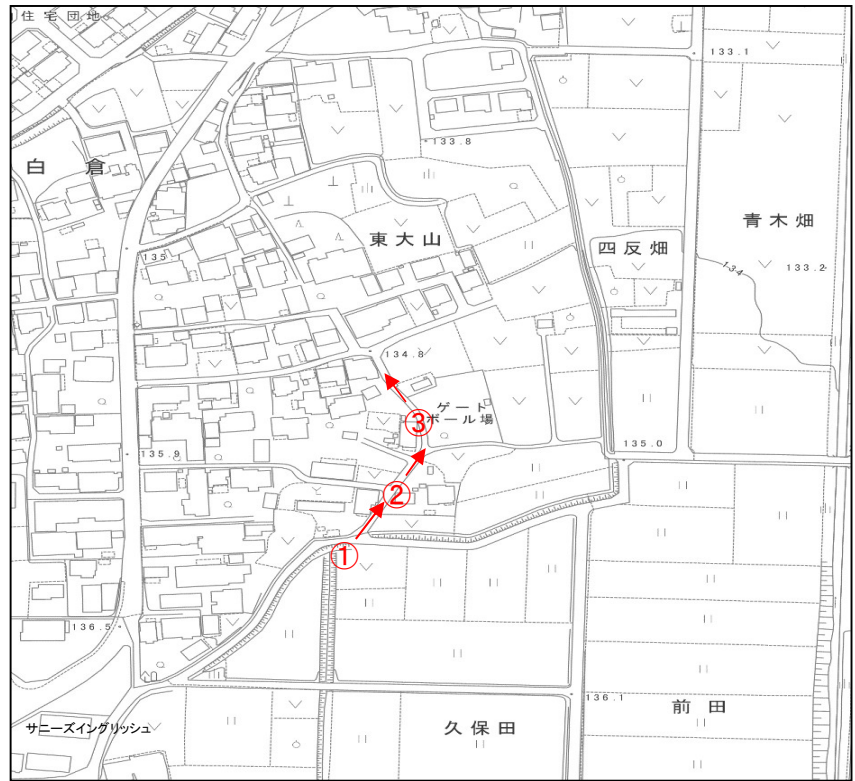 住宅団地
133.1
133.8
白倉
青木畑
東大山
四反畑
135
134
133.2
134.8
③
ゲート
ボール場
135.9
135.0
②
①
136.5
136.1
前田
久保田
サニーズイングリッシュ